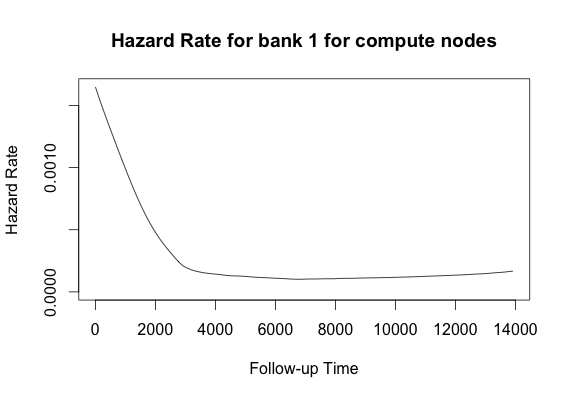 Hazard Rate for bank 1 for compute nodes
Hazard Rate
0.0010
0.0000
0 2000 4000 6000 8000 10000 12000 14000
Follow-up Time